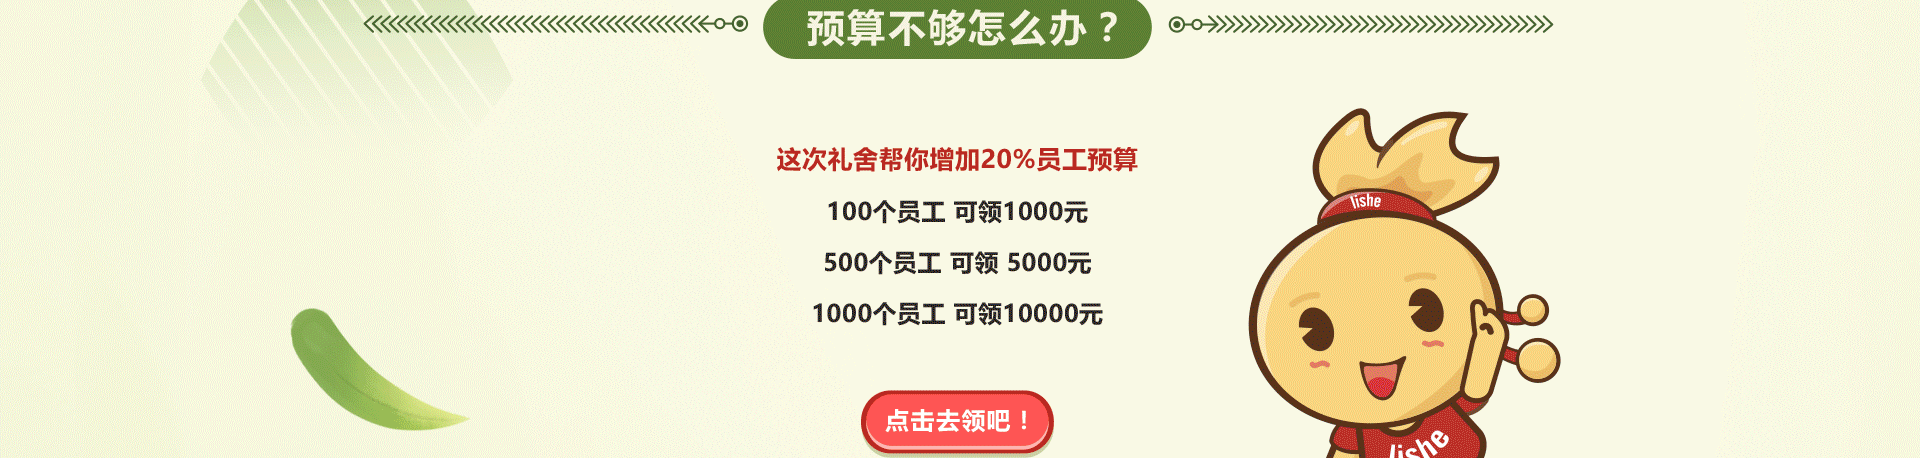 预算不够怎么办？
这次礼舍帮你增加20%员工预算
100个员工 可领1000元
500个员工 可领 5000元
1000个员工 可领10000元
点击去领吧！
lishe
lishe